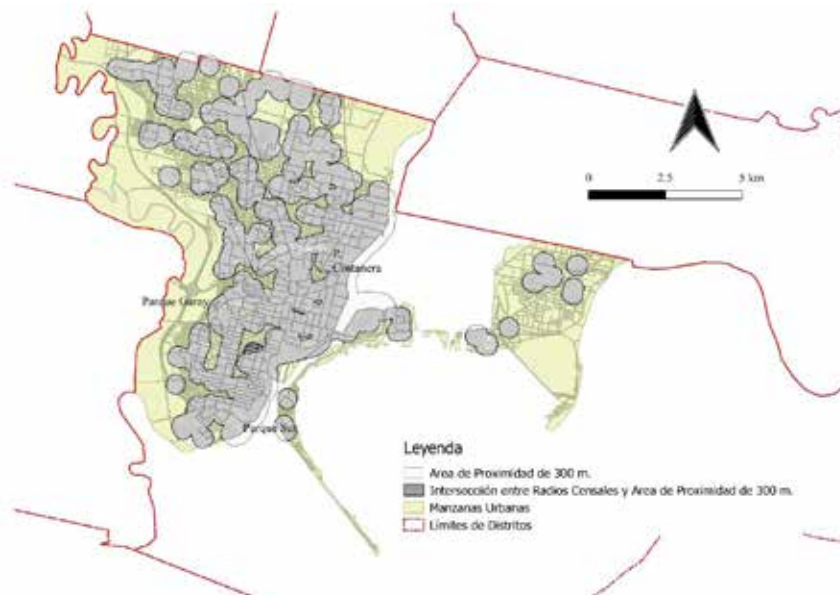 0 2.5 5 km
Costanera
Parque Garay
Parque Sur
Leyenda
Area de Proximidad de 300 m.
Intersección entre Radios Censales y Area de Proximidad de 300 m.
Manzanas Urbanas
Límites de Distritos